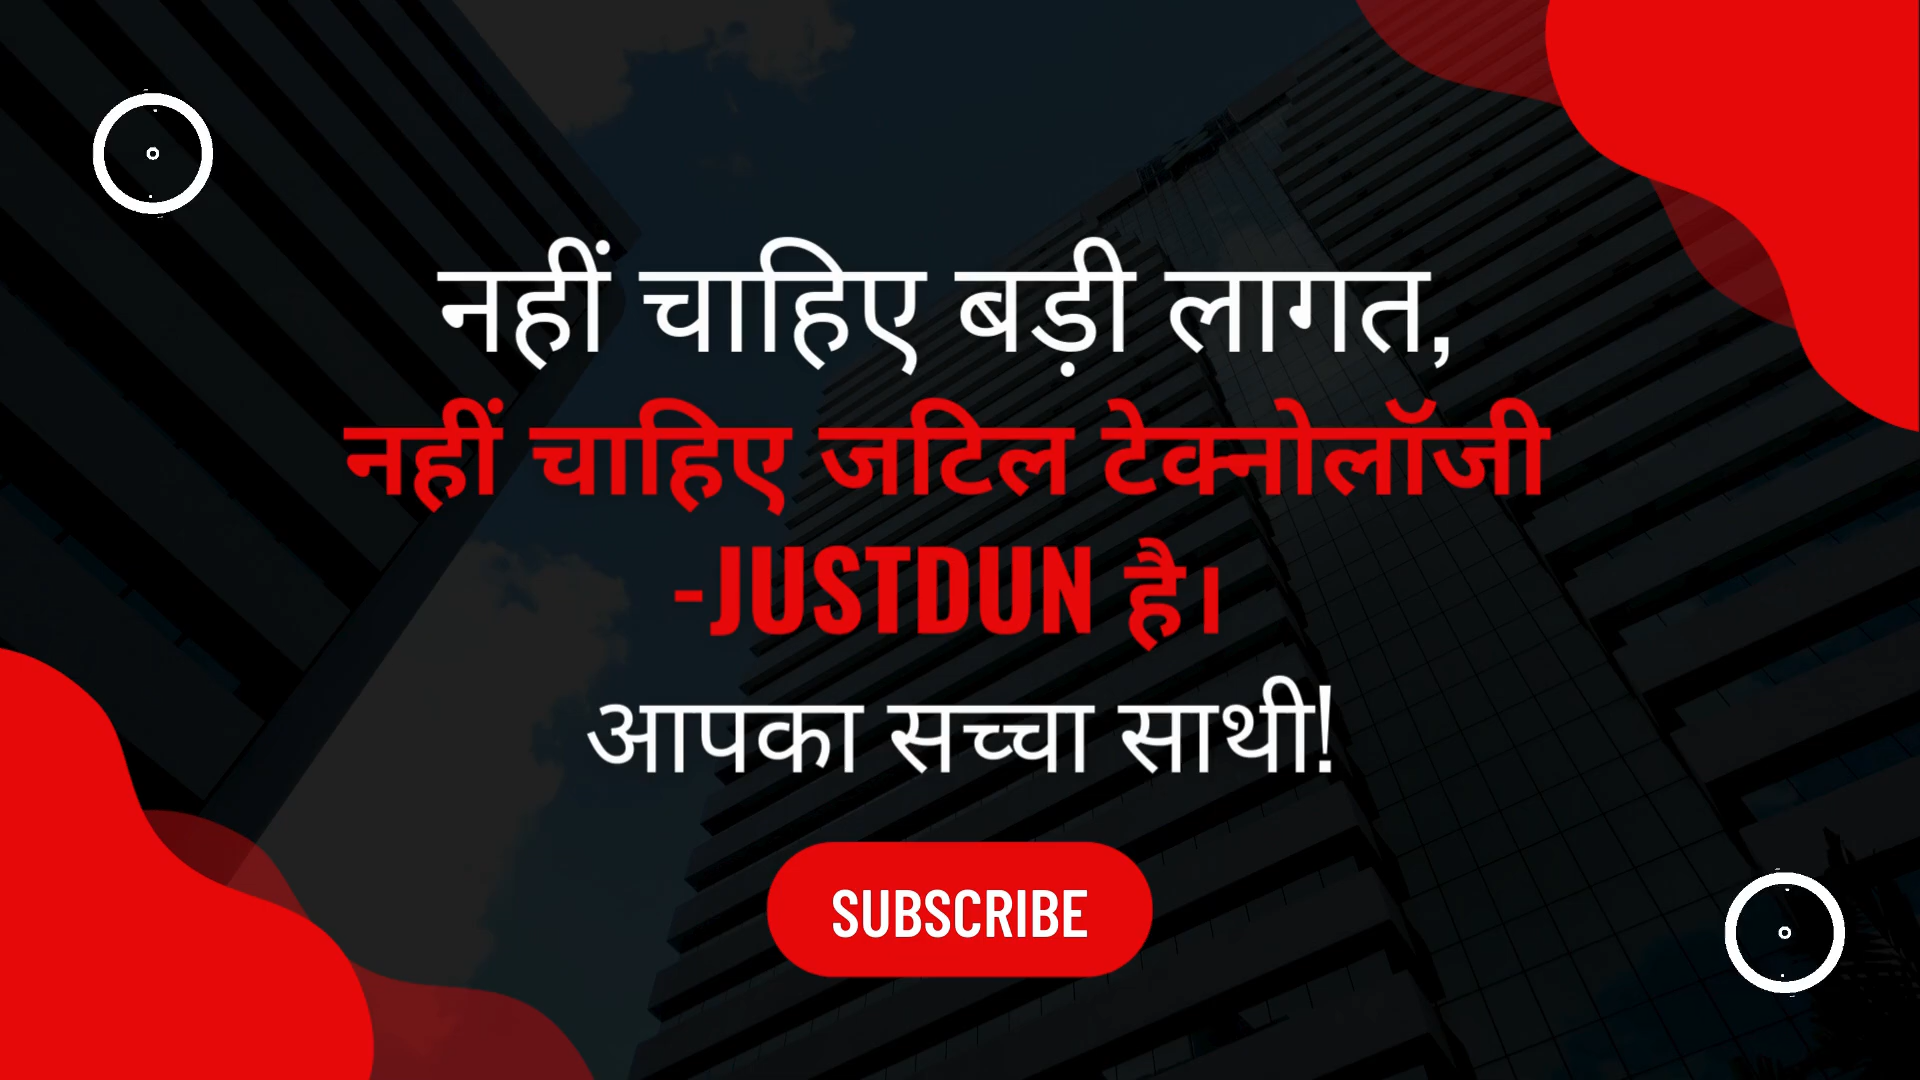 नहीं चाहिए बड़ी लागत,
नहीं चाहिए जटिल टेक्नोलॉजी
-JUSTDUN है।
आपका सच्चा साथी!
SUBSCRIBE